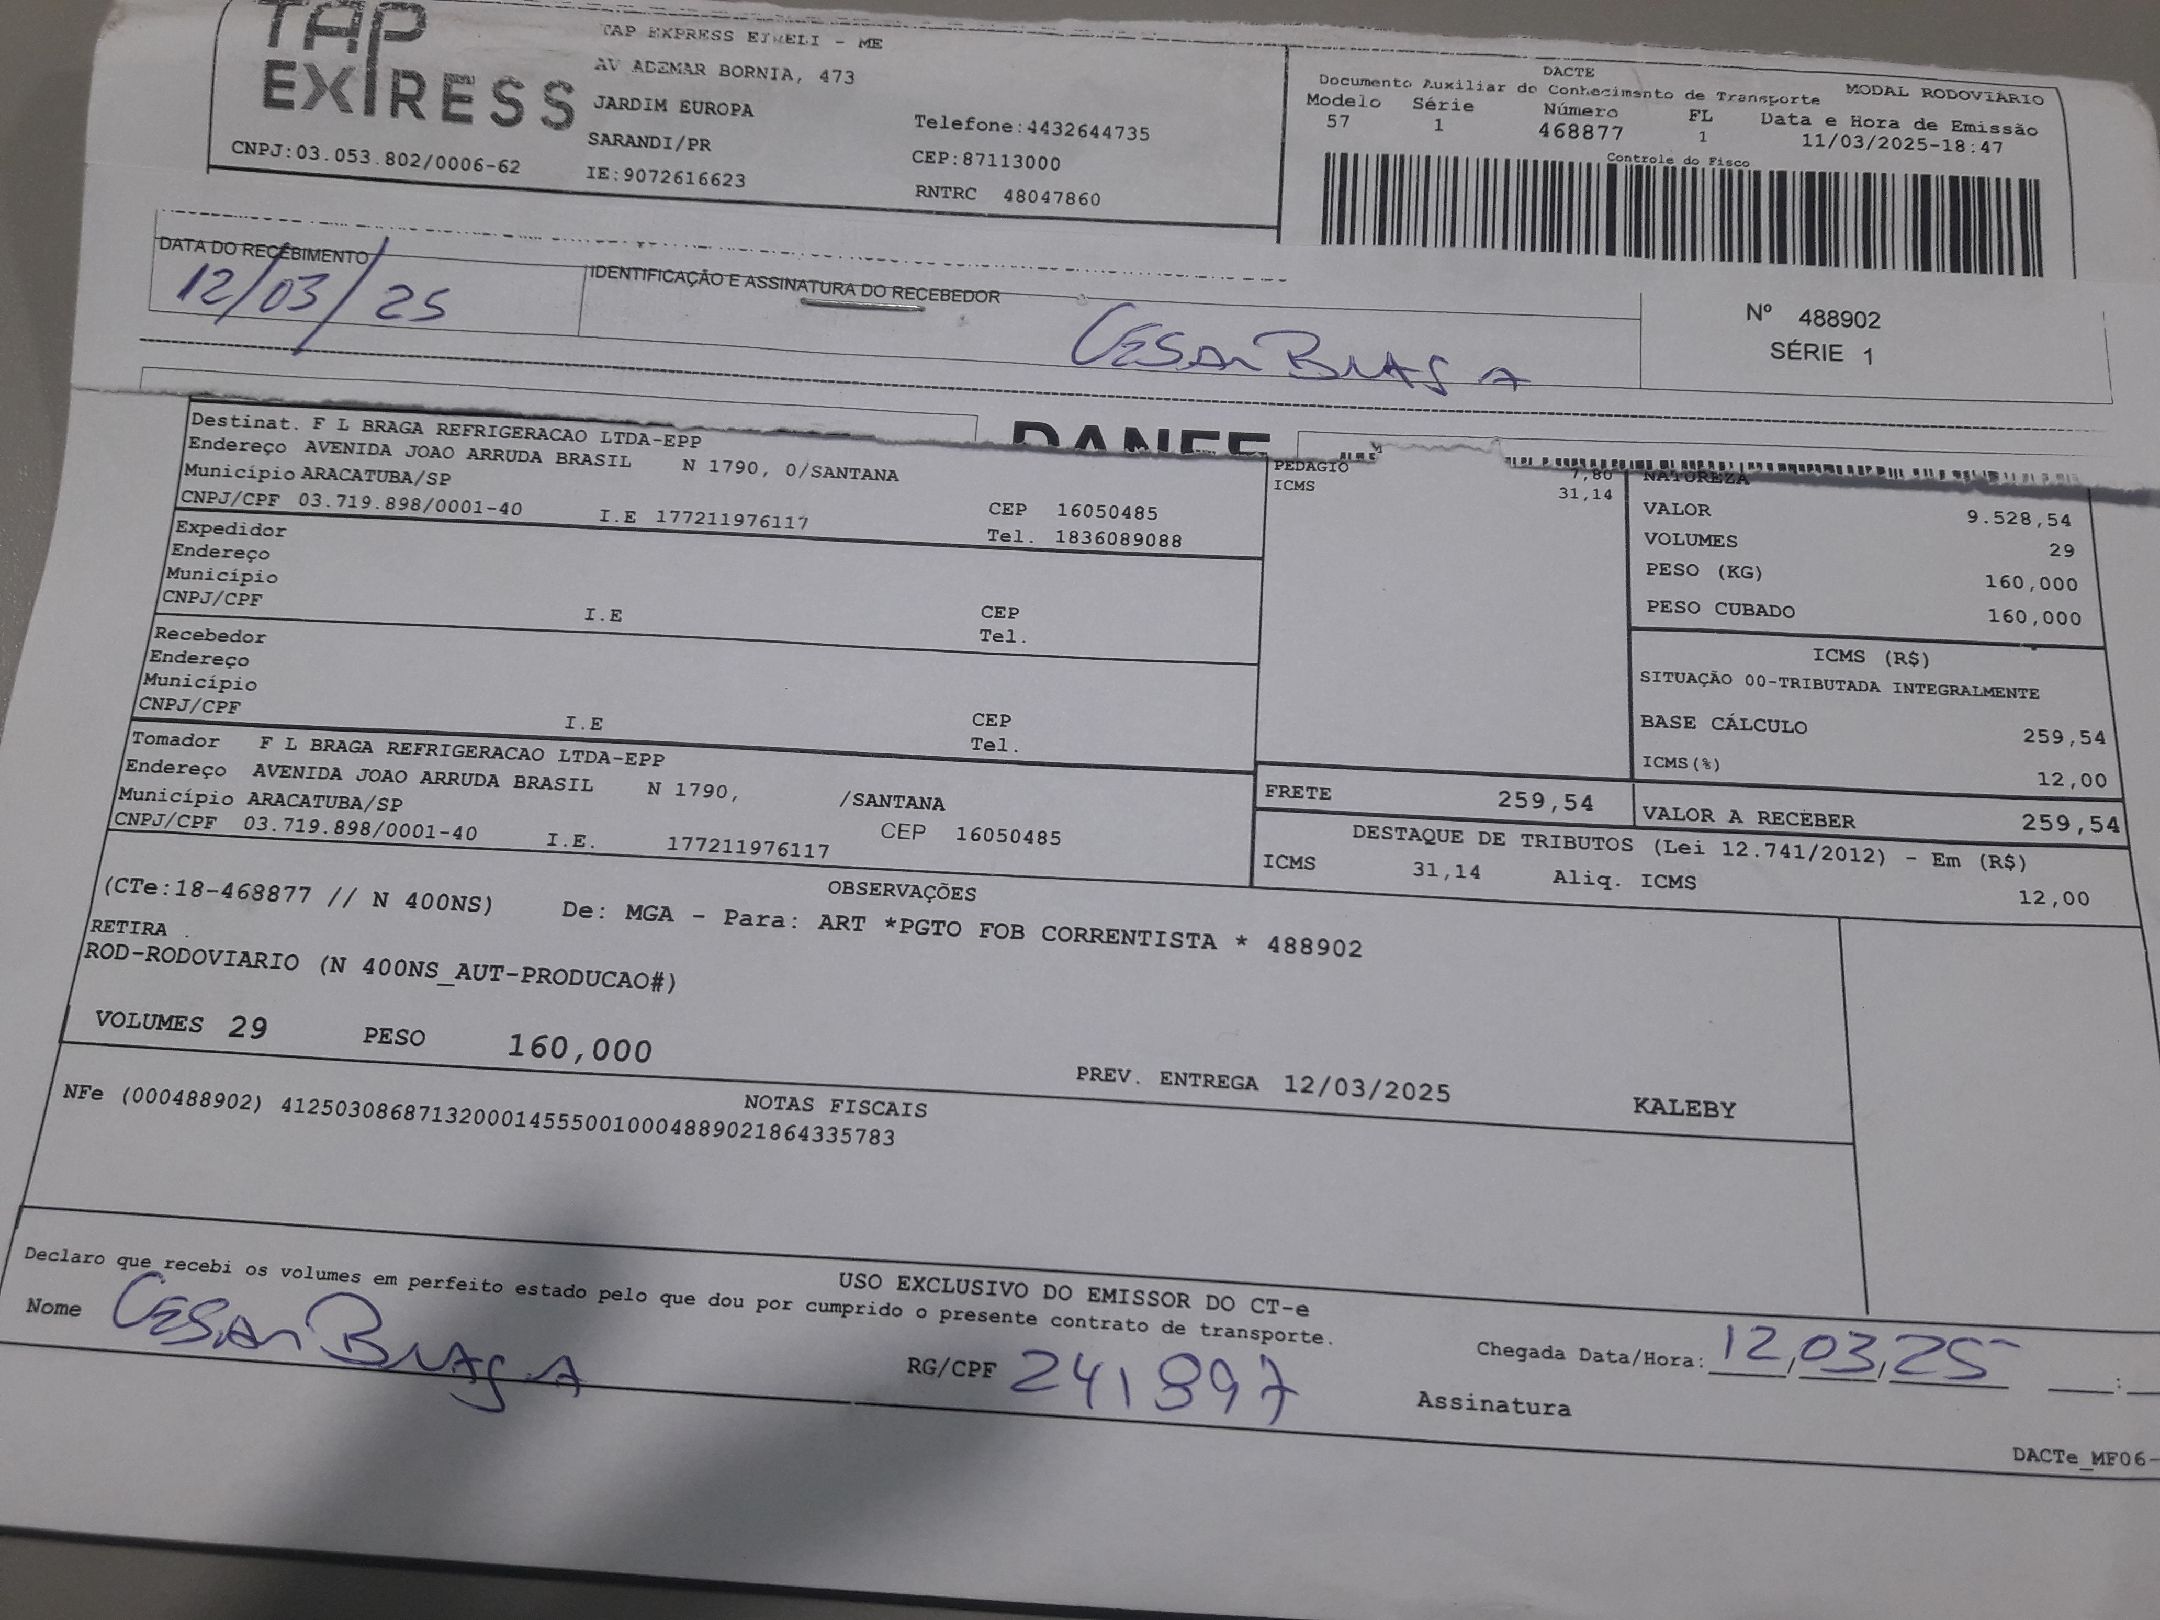 TAP
EXPRESS
CNPJ:03.053.802/0006-62
TAP EXPRESS EIRELI - ME
AV ADEMAR BORNIA, 473
JARDIM EUROPA
SARANDI/PR
IE:9072616623
Telefone:4432644735
CEP:87113000
RNTRC 48047860
DACTE
Documento Auxiliar do Conhecimento de Transporte
MODAL RODOVIÁRIO
Modelo Série Número FL Data e Hora de Emissão
57 1 468877 1 11/03/2025-18:47
Controle do Fisco
DATA DO RECEBIMENTO
12/03/25
IDENTIFICAÇÃO E ASSINATURA DO RECEBEDOR
CESAR BRAGA
Nº 488902
SÉRIE 1
DANFE
Destinat. F L BRAGA REFRIGERACAO LTDA-EPP
Endereço AVENIDA JOAO ARRUDA BRASIL N 1790, 0/SANTANA
Município ARACATUBA/SP
CNPJ/CPF 03.719.898/0001-40 I.E 177211976117
CEP 16050485
Tel. 1836089088
Expedidor
Endereço
Município
CNPJ/CPF I.E
CEP
Tel.
Recebedor
Endereço
Município
CNPJ/CPF I.E
CEP
Tel.
Tomador F L BRAGA REFRIGERACAO LTDA-EPP
Endereço AVENIDA JOAO ARRUDA BRASIL N 1790, /SANTANA
Município ARACATUBA/SP
CNPJ/CPF 03.719.898/0001-40 I.E. 177211976117 CEP 16050485
PEDAGIO 7,80
ICMS 31,14
NATUREZA
VALOR 9.528,54
VOLUMES 29
PESO (KG) 160,000
PESO CUBADO 160,000
ICMS (R$)
SITUAÇÃO 00-TRIBUTADA INTEGRALMENTE
BASE CÁLCULO 259,54
ICMS(%) 12,00
FRETE 259,54
VALOR A RECEBER 259,54
DESTAQUE DE TRIBUTOS (Lei 12.741/2012) - Em (R$)
ICMS 31,14 Aliq. ICMS 12,00
OBSERVAÇÕES
(CTe:18-468877 // N 400NS) De: MGA - Para: ART *PGTO FOB CORRENTISTA * 488902
RETIRA
ROD-RODOVIARIO (N 400NS_AUT-PRODUCAO#)
VOLUMES 29 PESO 160,000
PREV. ENTREGA 12/03/2025 KALEBY
NOTAS FISCAIS
NFe (000488902) 41250308687132000145550010004889021864335783
USO EXCLUSIVO DO EMISSOR DO CT-e
Declaro que recebi os volumes em perfeito estado pelo que dou por cumprido o presente contrato de transporte.
Nome CESAR BRAGA
RG/CPF 241897
Chegada Data/Hora: 12,03,25 :
Assinatura
DACTe_MF06-